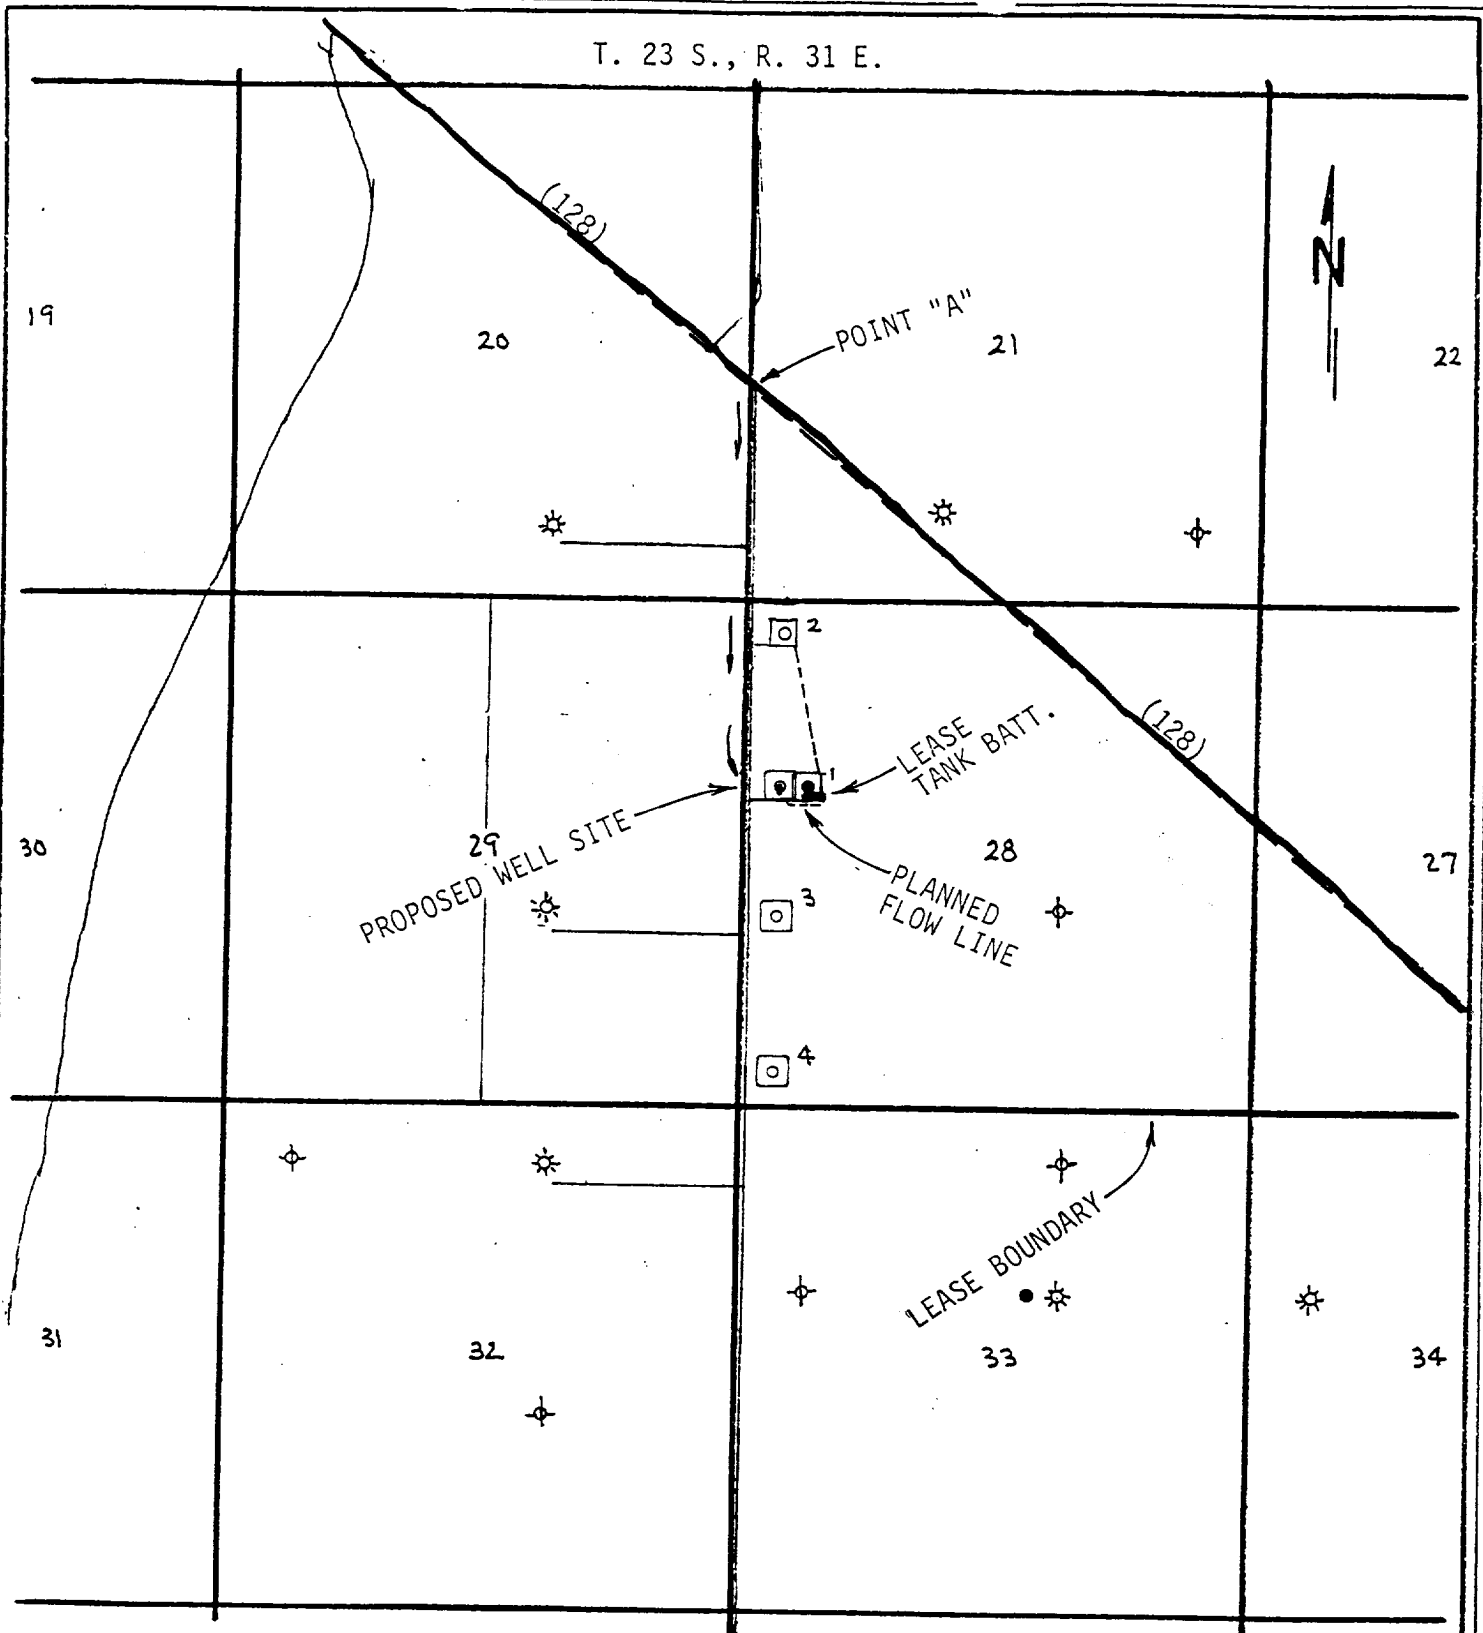 T. 23 S., R. 31 E.
(128)
N
POINT "A"
19
20
21
22
2
LEASE
TANK BATT.
(128)
1
PROPOSED WELL SITE
30
29
28
27
PLANNED
FLOW LINE
3
4
LEASE BOUNDARY
31
32
33
34